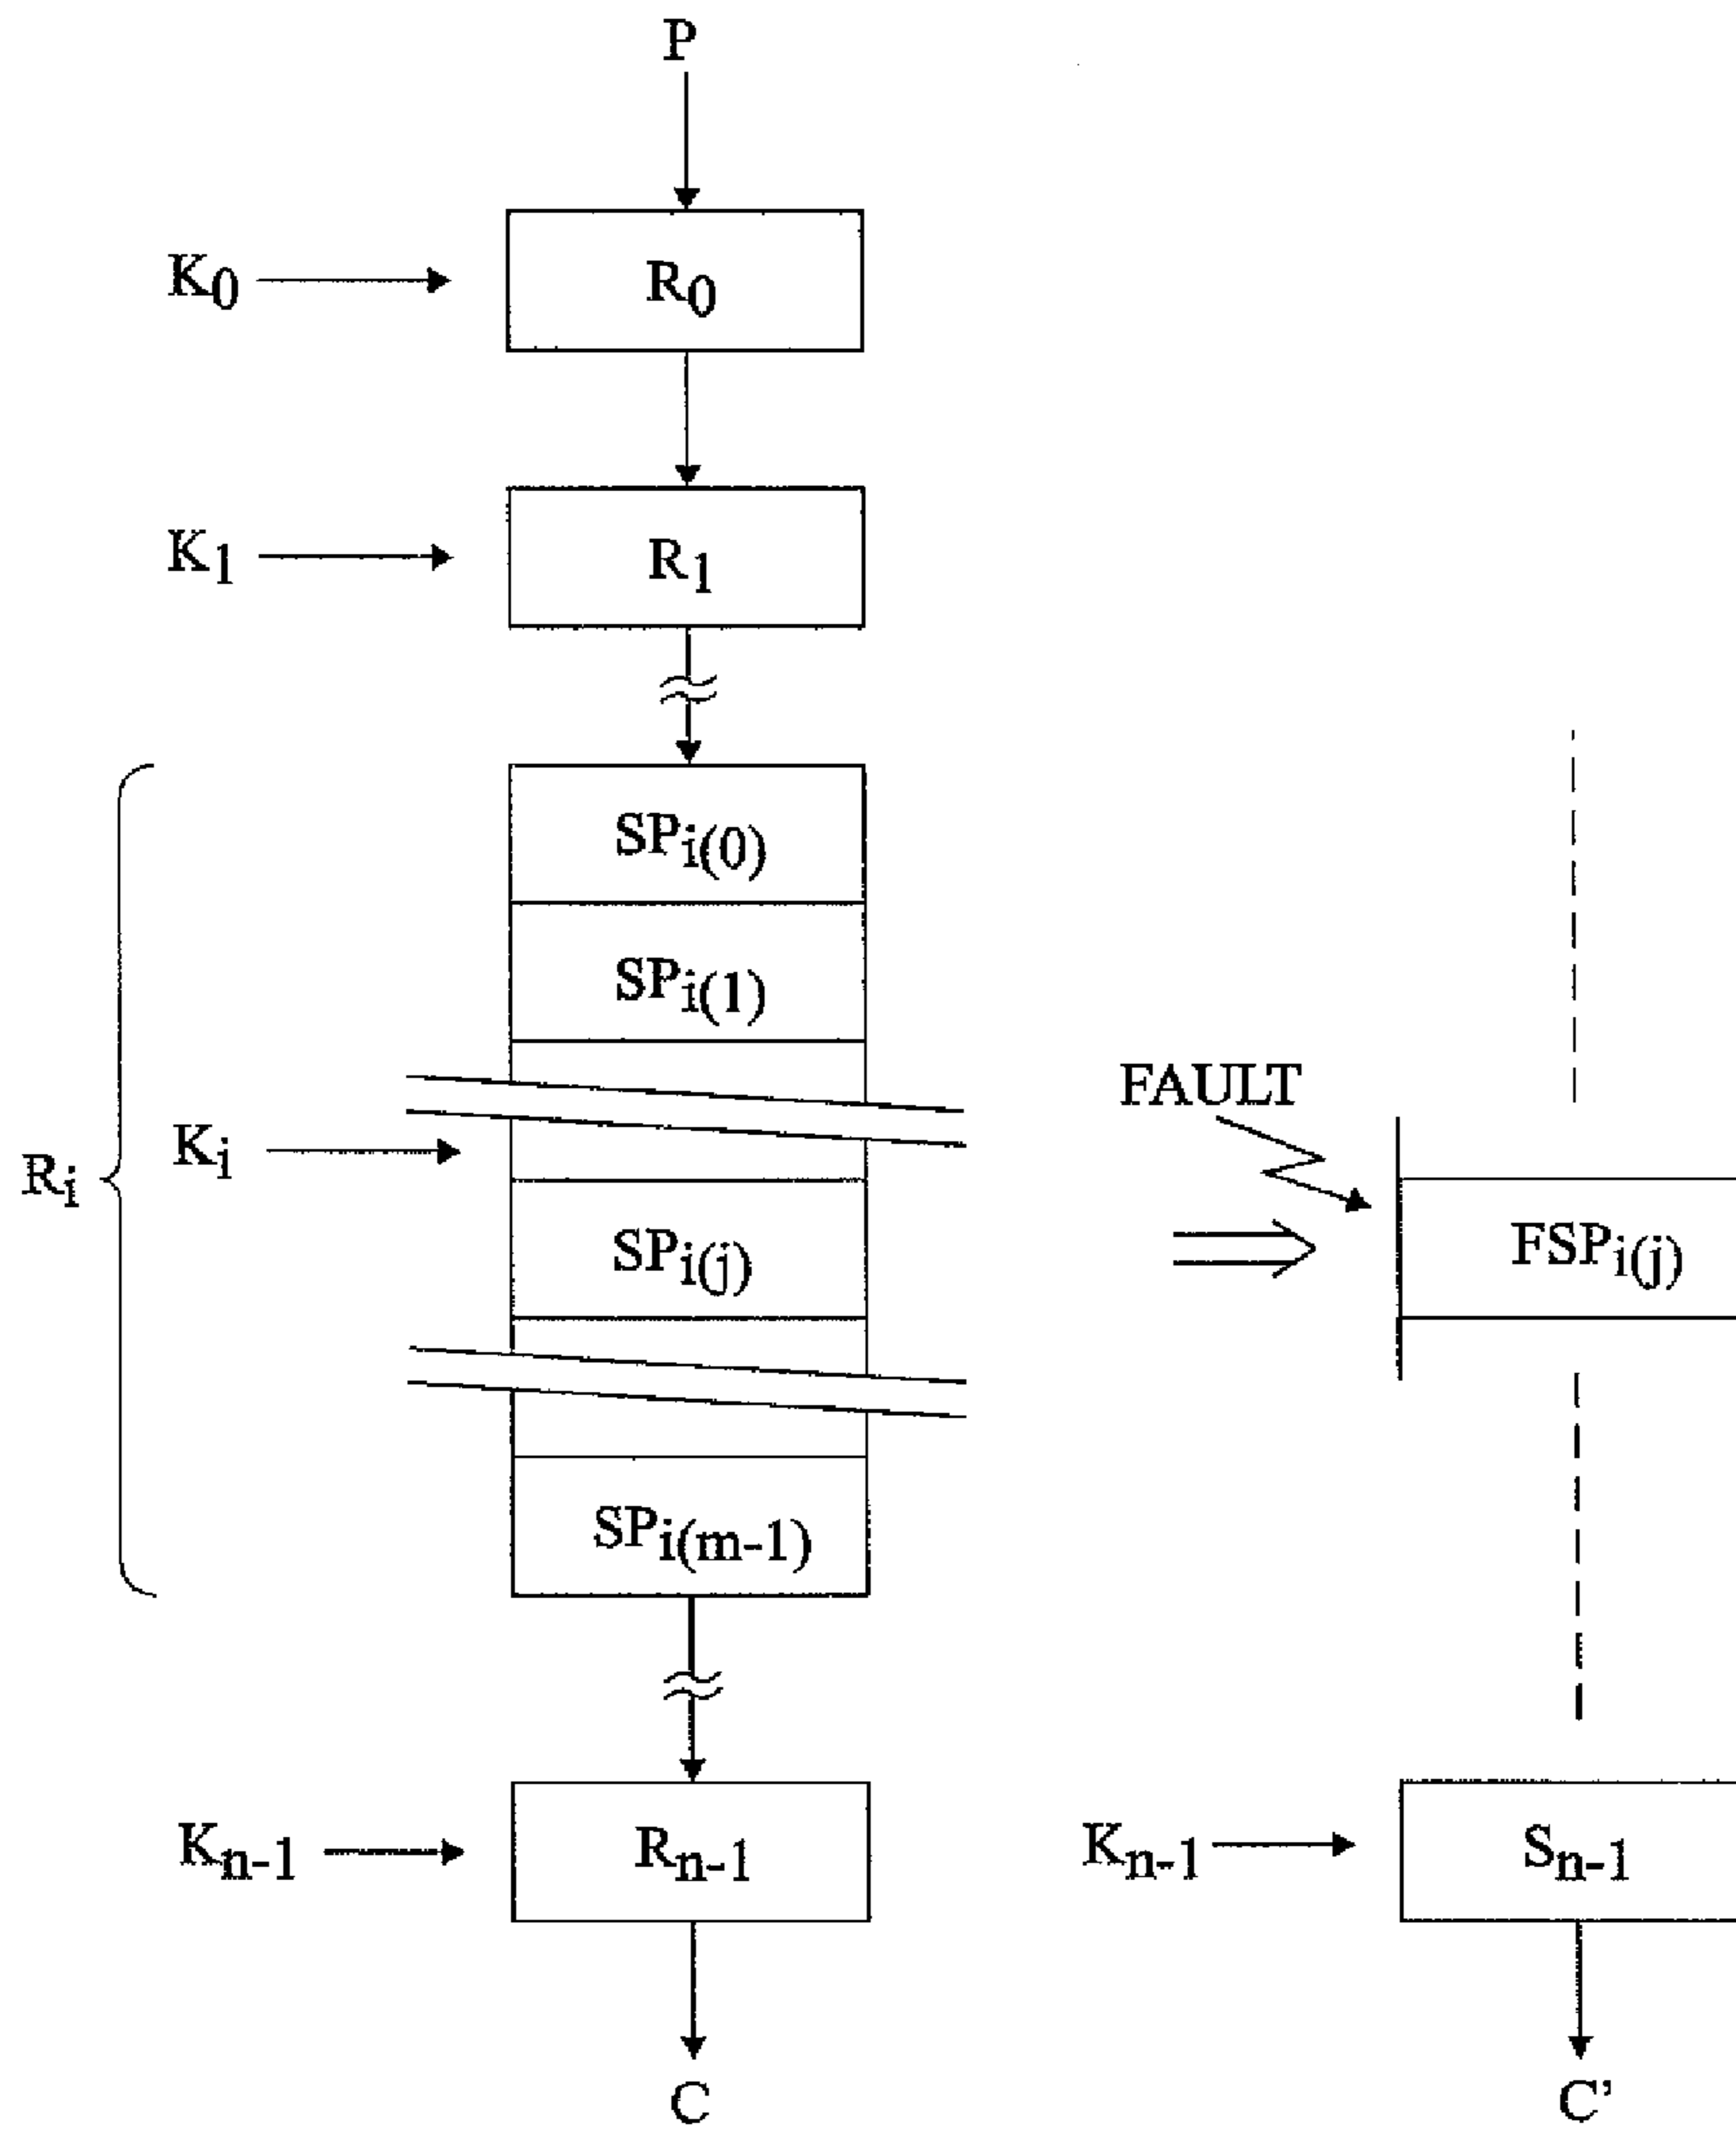 P
K0
R0
K1
R1
SPi(0)
SPi(1)
FAULT
Ki
Ri
SPi(j)
FSPi(j)
SPi(m-1)
Kn-1
Rn-1
Kn-1
Sn-1
C
C'